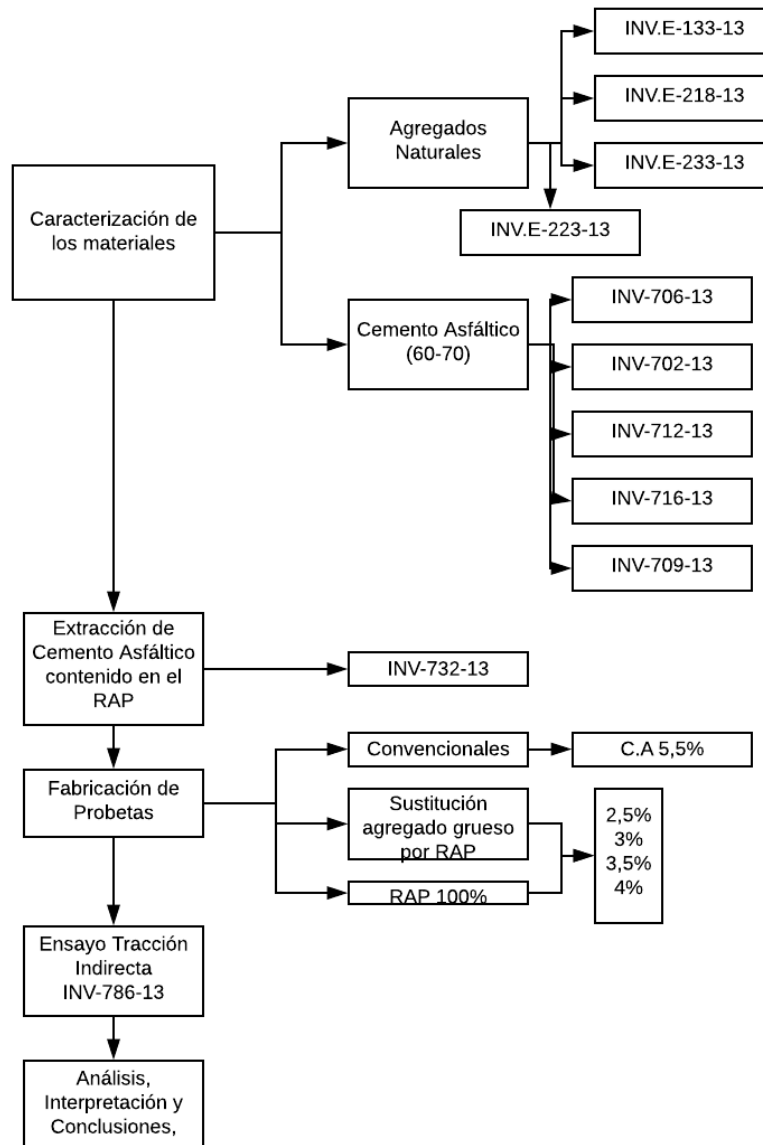 INV.E-133-13
INV.E-218-13
Agregados
Naturales
INV.E-233-13
Caracterización de
los materiales
INV.E-223-13
INV-706-13
Cemento Asfáltico
(60-70)
INV-702-13
INV-712-13
INV-716-13
INV-709-13
Extracción de
Cemento Asfáltico
contenido en el
RAP
INV-732-13
Convencionales
C.A 5,5%
Fabricación de
Probetas
Sustitución
agregado grueso
por RAP
RAP 100%
2,5%
3%
3,5%
4%
Ensayo Tracción
Indirecta
INV-786-13
Análisis,
Interpretación y
Conclusiones,